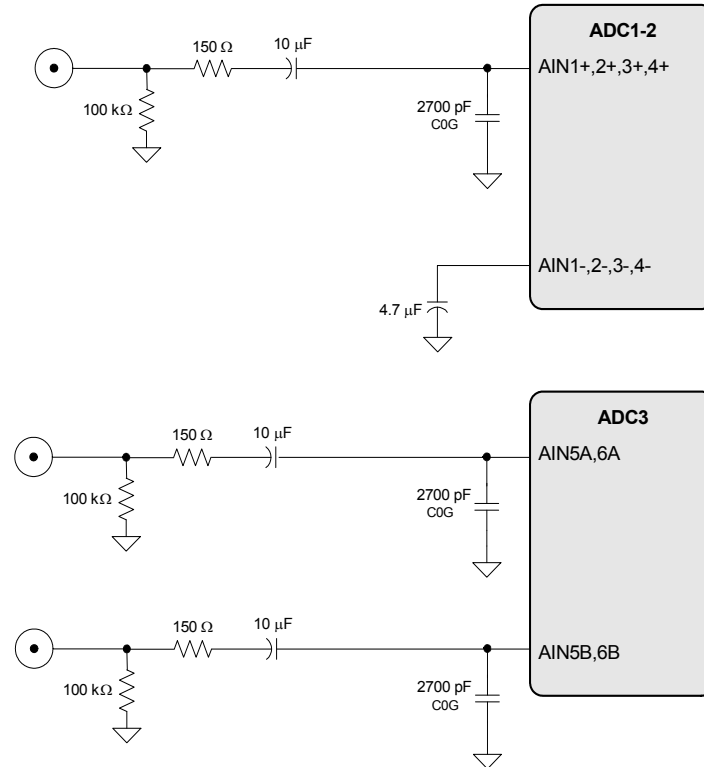 ADC1-2
150 Ω
10 µF
AIN1+,2+,3+,4+
100 kΩ
2700 pF
C0G
AIN1-,2-,3-,4-
4.7 µF
ADC3
150 Ω
10 µF
AIN5A,6A
100 kΩ
2700 pF
C0G
150 Ω
10 µF
AIN5B,6B
100 kΩ
2700 pF
C0G